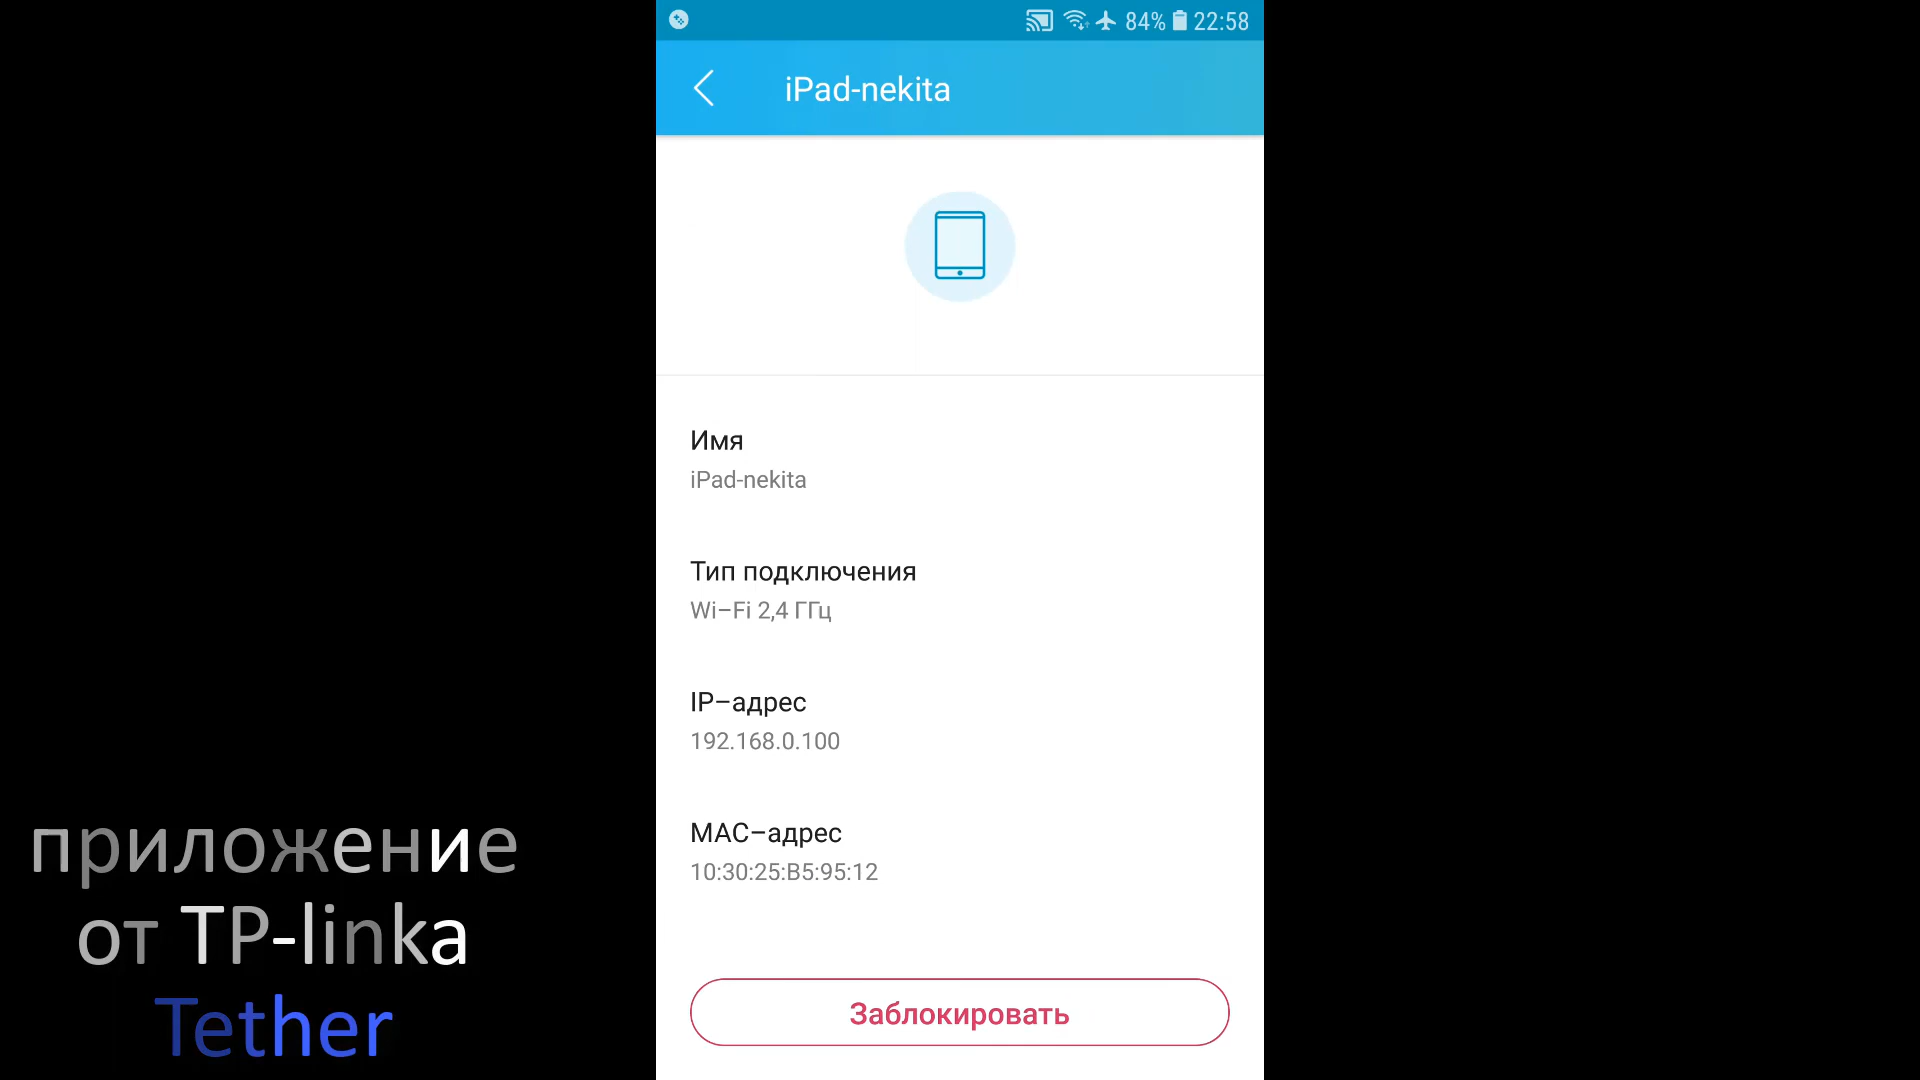 84% 22:58
iPad-nekita
Имя
iPad-nekita
Тип подключения
Wi–Fi 2,4 ГГц
IP–адрес
192.168.0.100
MAC–адрес
10:30:25:B5:95:12
Заблокировать
приложение
от TP-linka
Tether